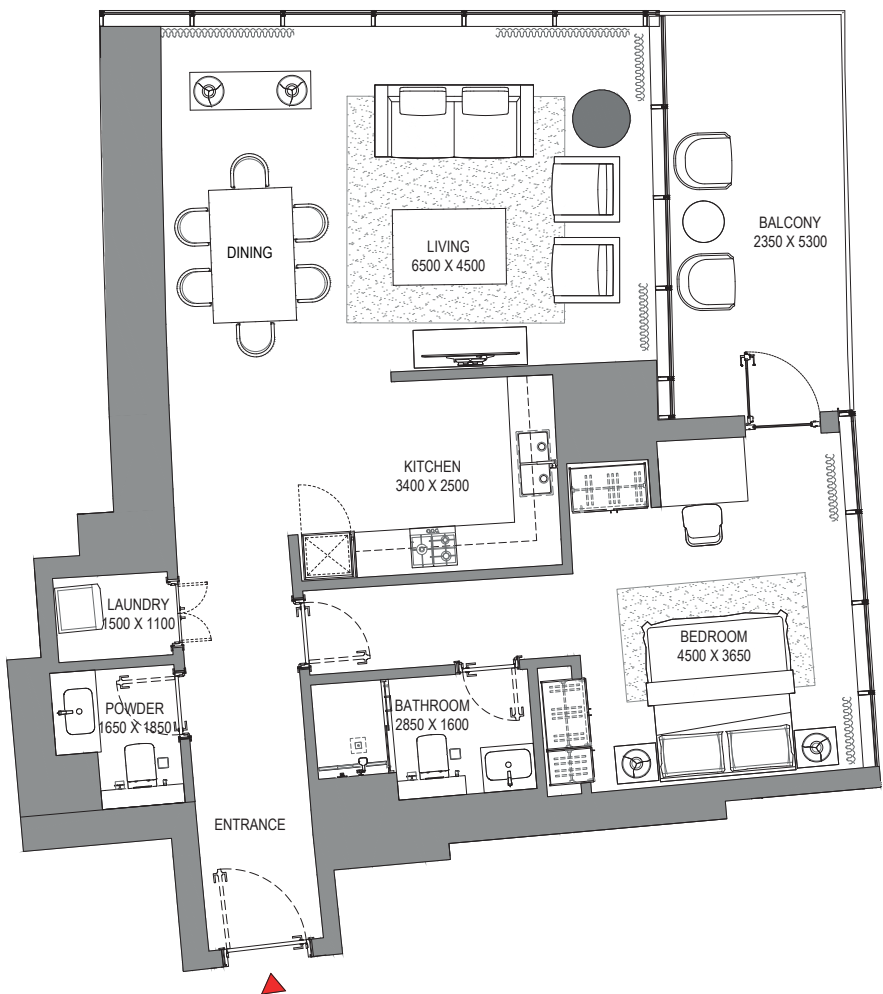 BALCONY
2350 X 5300
DINING
LIVING
6500 X 4500
KITCHEN
3400 X 2500
LAUNDRY
1500 X 1100
BEDROOM
4500 X 3650
POWDER
1650 X 1850
BATHROOM
2850 X 1600
ENTRANCE